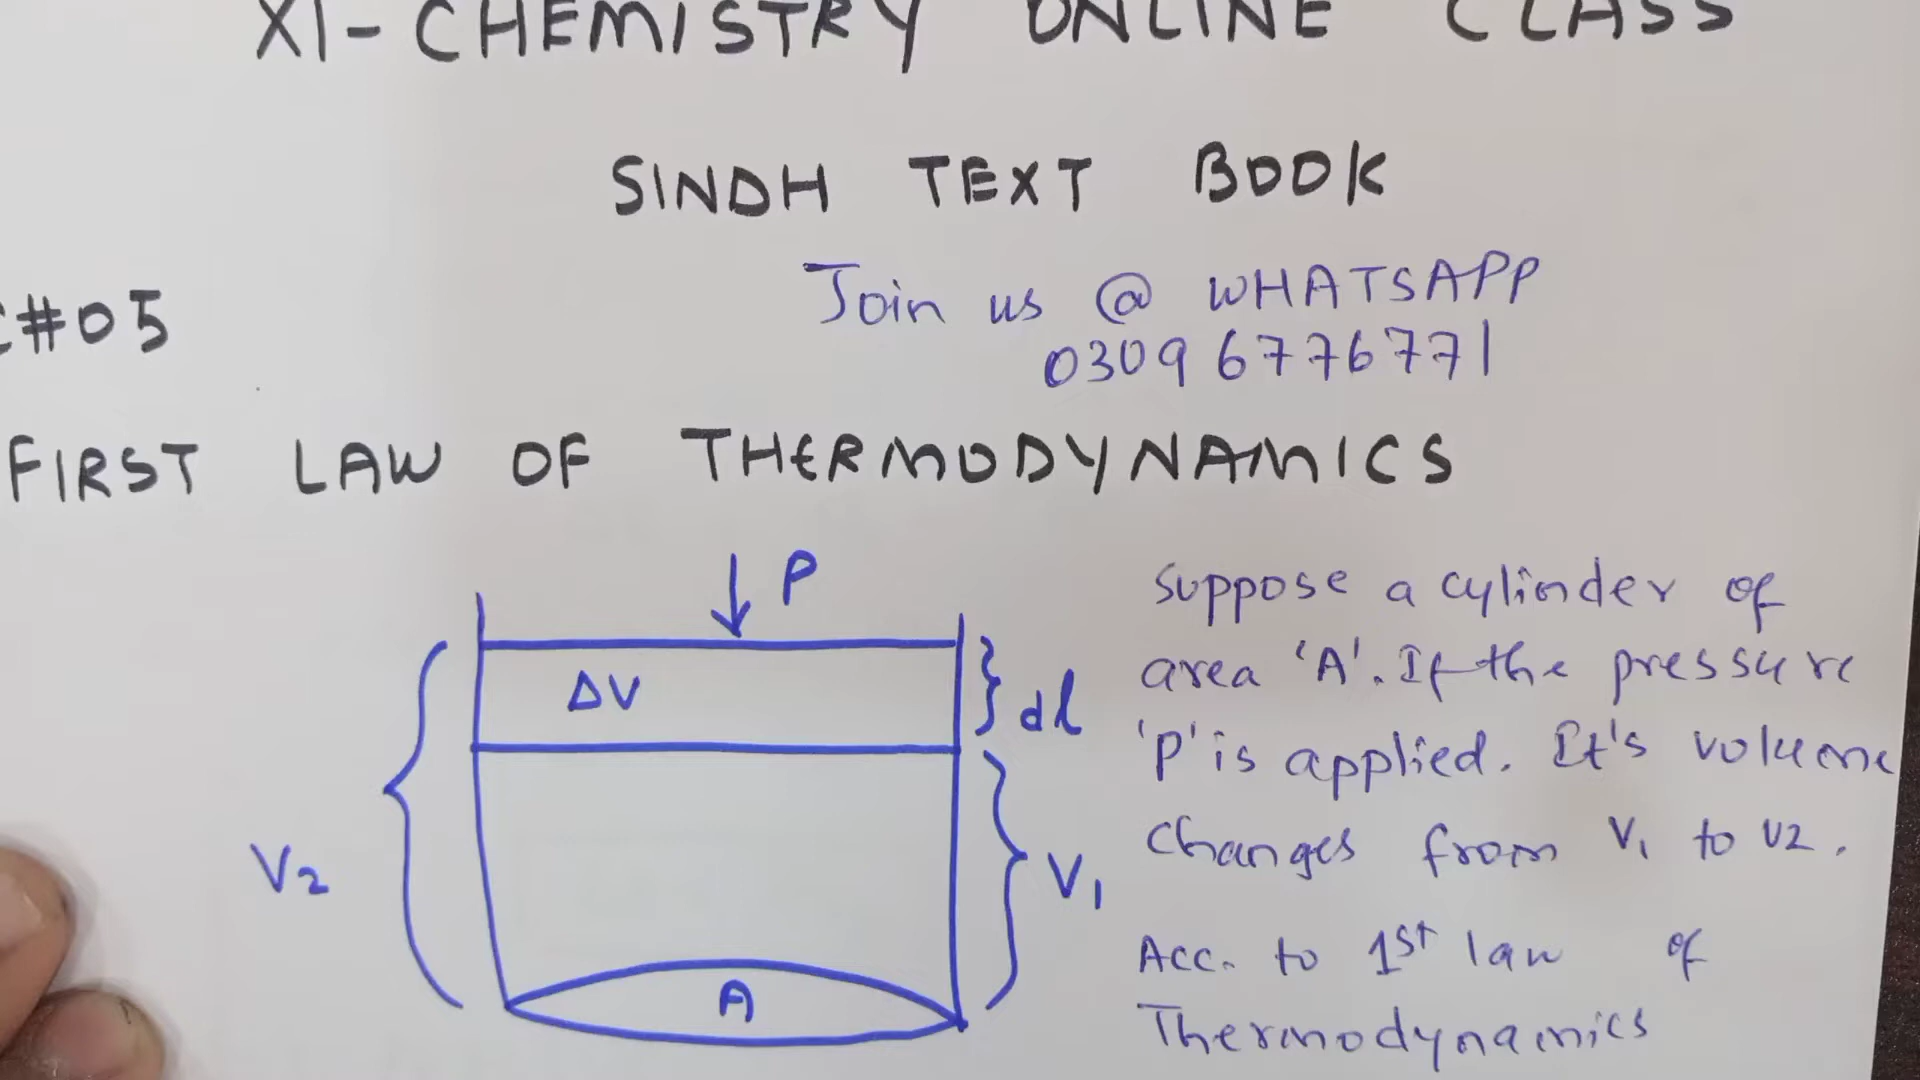 XI-CHEMISTRY ONLINE CLASS
SINDH TEXT BOOK
Join us @ WHATSAPP
0309 6776771
#05
FIRST LAW OF THERMODYNAMICS
P
ΔV
dl
V2
V1
A
Suppose a cylinder of
area 'A'. If the pressure
'P' is applied. It's volume
changes from V1 to V2.
Acc. to 1st law of
Thermodynamics